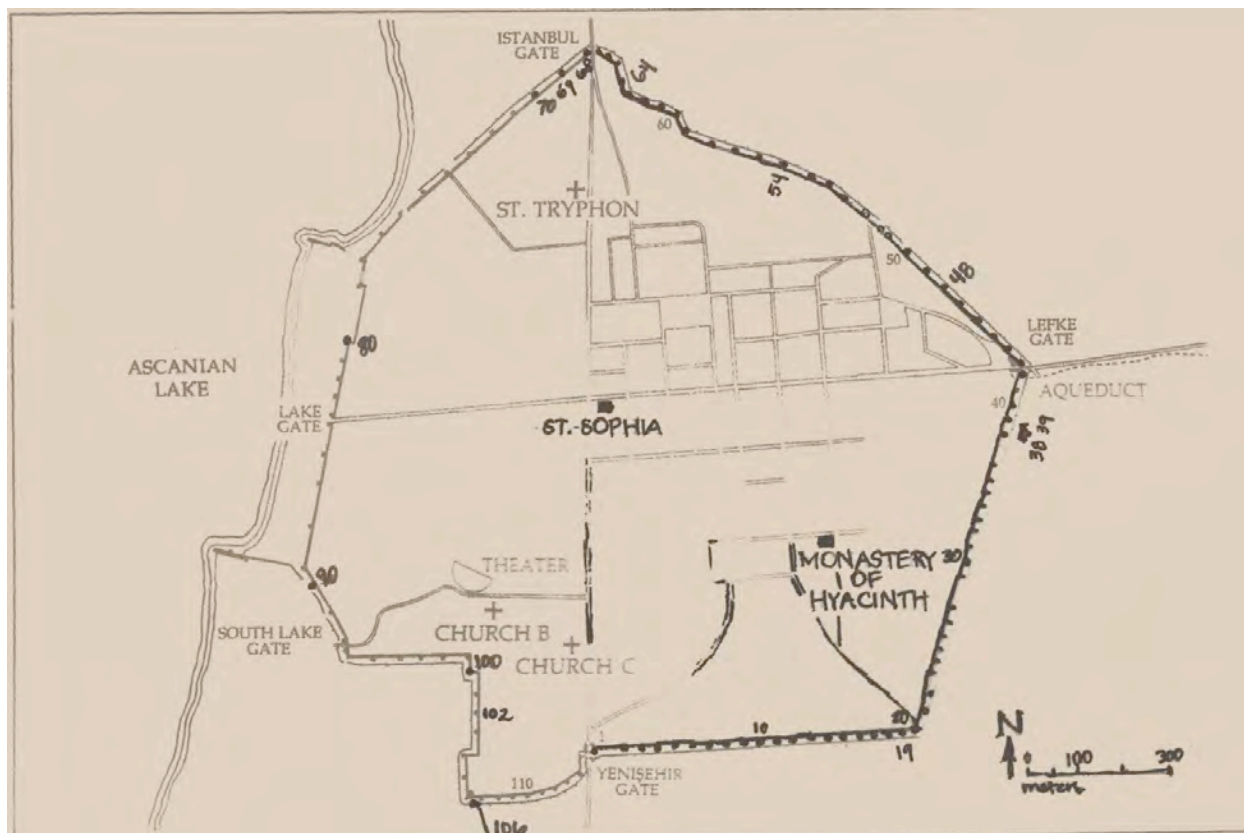 ISTANBUL
GATE
64
70 69
60
ST. TRYPHON
54
50
48
LEFKE
GATE
80
ASCANIAN
LAKE
40
AQUEDUCT
LAKE
GATE
ST. SOPHIA
38 39
THEATER
MONASTERY
OF
HYACINTH
30
90
SOUTH LAKE
GATE
CHURCH B
CHURCH C
100
102
1
10
20
19
N
0 100 300
meters
YENIŞEHIR
GATE
110
106